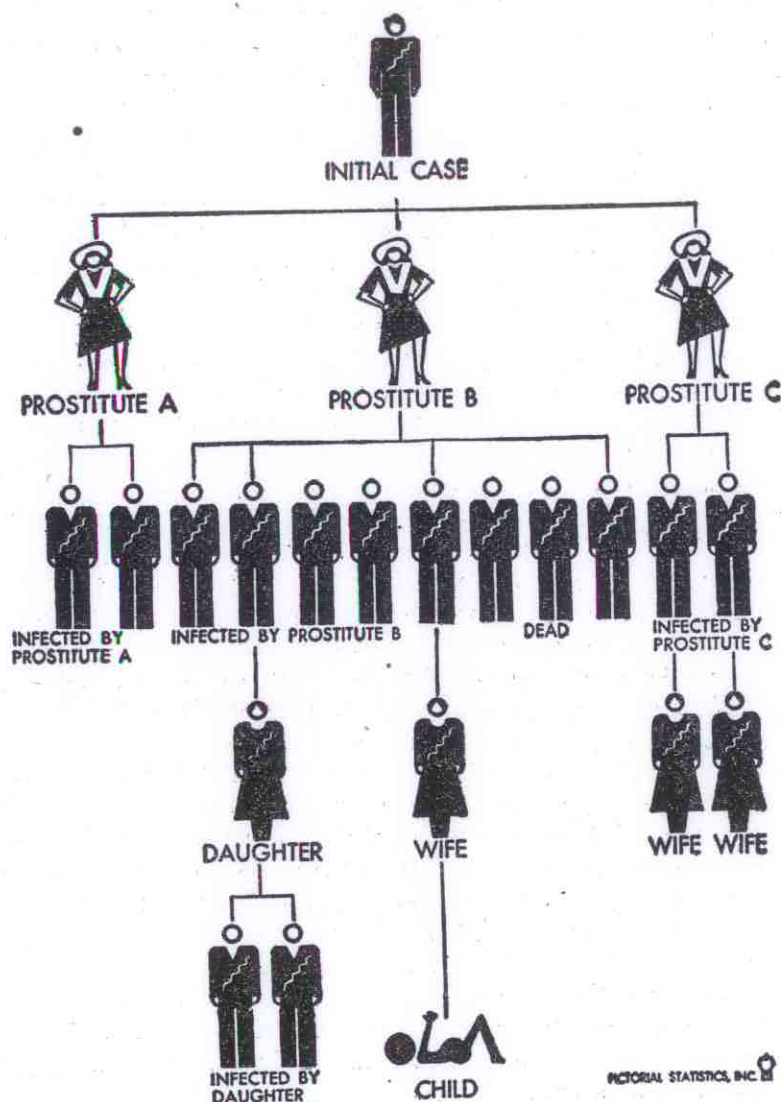 INITIAL CASE
PROSTITUTE A
PROSTITUTE B
PROSTITUTE C
INFECTED BY
PROSTITUTE A
INFECTED BY PROSTITUTE B
DEAD
INFECTED BY
PROSTITUTE C
DAUGHTER
WIFE
WIFE
WIFE
INFECTED BY
DAUGHTER
CHILD
PICTORIAL STATISTICS, INC.